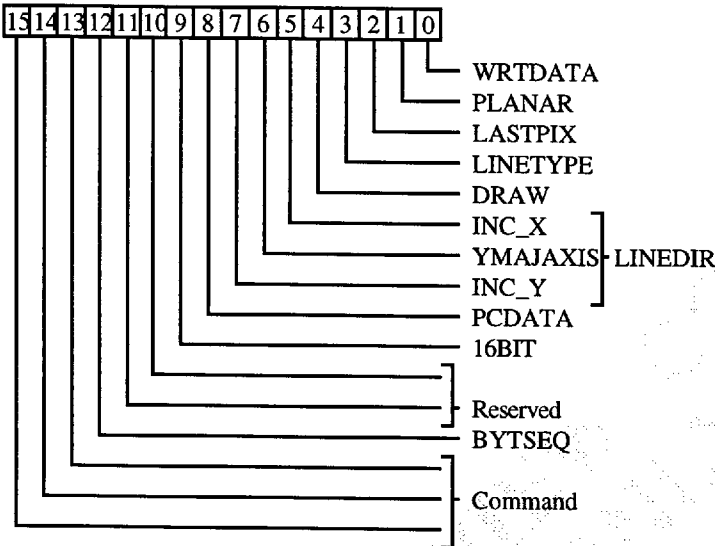 15 14 13 12 11 10 9 8 7 6 5 4 3 2 1 0
WRTDATA
PLANAR
LASTPIX
LINETYPE
DRAW
INC_X
YMAJAXIS LINEDIR
INC_Y
PCDATA
16BIT
Reserved
BYTSEQ
Command